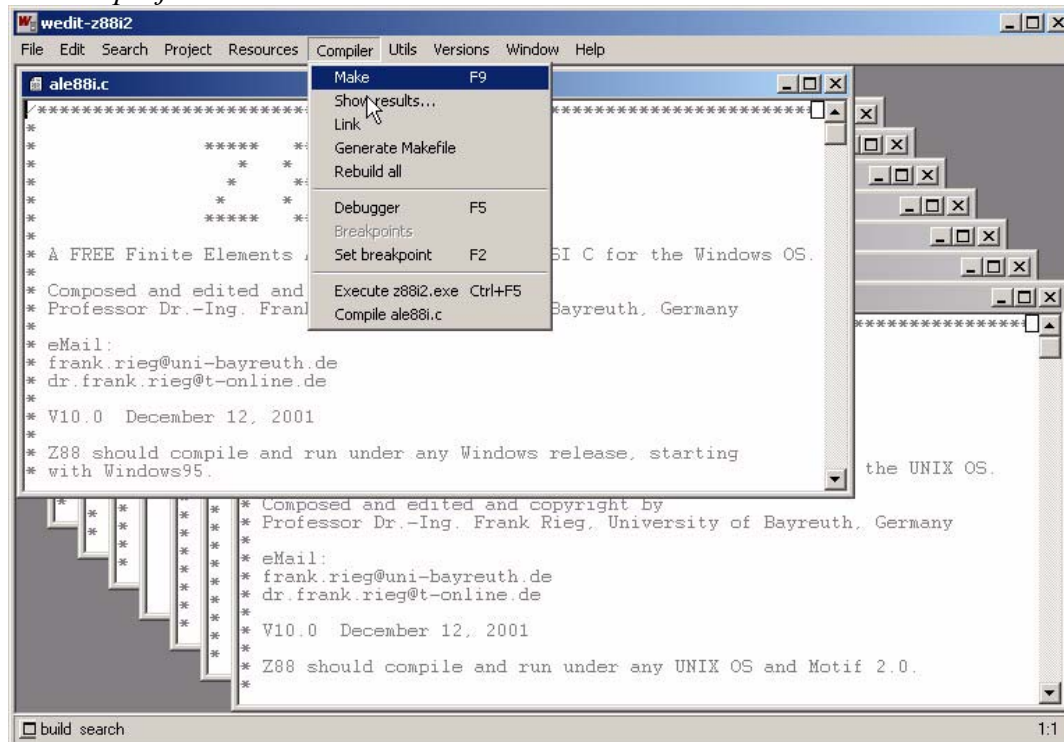 wedit-z88i2
File Edit Search Project Resources Compiler Utils Versions Window Help
ale88i.c
Make F9
Show results...
Link
Generate Makefile
Rebuild all
Debugger F5
Breakpoints
Set breakpoint F2
Execute z88i2.exe Ctrl+F5
Compile ale88i.c
* A FREE Finite Elements
SI C for the Windows OS.
* Composed and edited and
* Professor Dr.-Ing. Fran
Bayreuth, Germany
* eMail:
* frank.rieg@uni-bayreuth.de
* dr.frank.rieg@t-online.de
* V10.0 December 12, 2001
* Z88 should compile and run under any Windows release, starting
* with Windows95.
the UNIX OS.
* Composed and edited and copyright by
* Professor Dr.-Ing. Frank Rieg, University of Bayreuth, Germany
* eMail:
* frank.rieg@uni-bayreuth.de
* dr.frank.rieg@t-online.de
* V10.0 December 12, 2001
* Z88 should compile and run under any UNIX OS and Motif 2.0.
build search
1:1